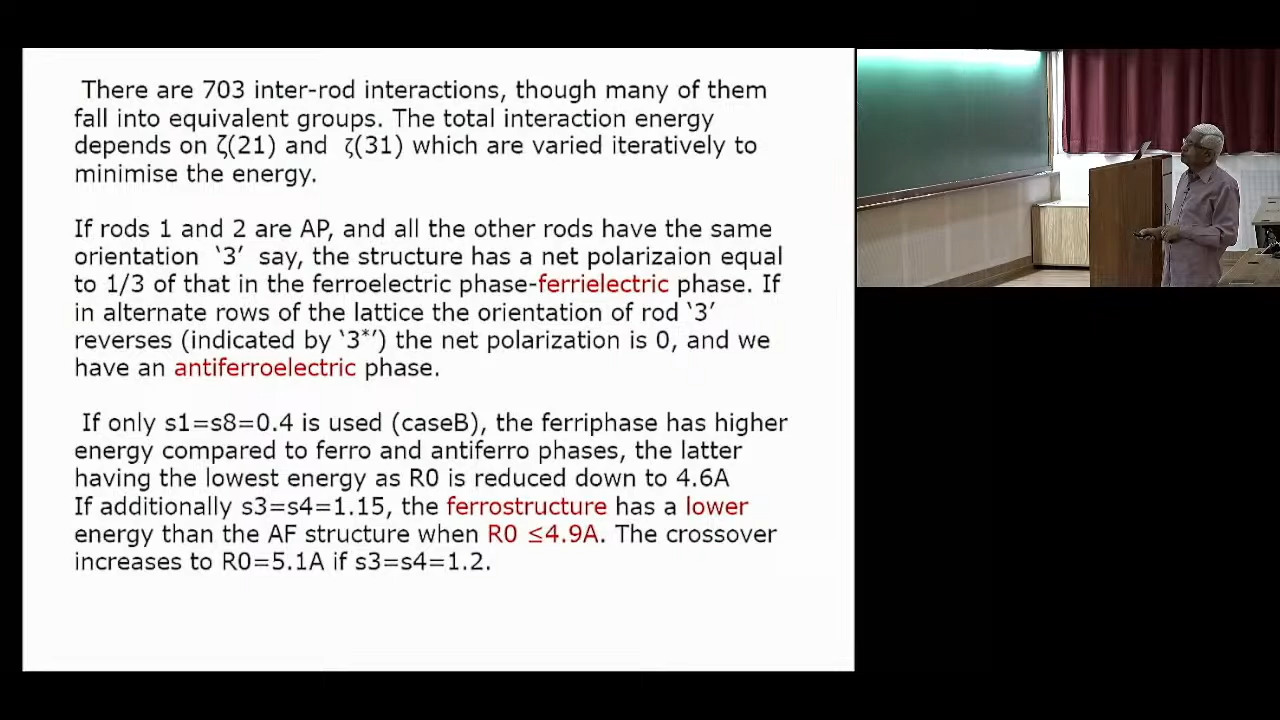 There are 703 inter-rod interactions, though many of them
fall into equivalent groups. The total interaction energy
depends on ζ(21) and ζ(31) which are varied iteratively to
minimise the energy.
If rods 1 and 2 are AP, and all the other rods have the same
orientation ‘3’ say, the structure has a net polarizaion equal
to 1/3 of that in the ferroelectric phase-ferrielectric phase. If
in alternate rows of the lattice the orientation of rod ‘3’
reverses (indicated by ‘3*’) the net polarization is 0, and we
have an antiferroelectric phase.
If only s1=s8=0.4 is used (caseB), the ferriphase has higher
energy compared to ferro and antiferro phases, the latter
having the lowest energy as R0 is reduced down to 4.6A
If additionally s3=s4=1.15, the ferrostructure has a lower
energy than the AF structure when R0 ≤4.9A. The crossover
increases to R0=5.1A if s3=s4=1.2.